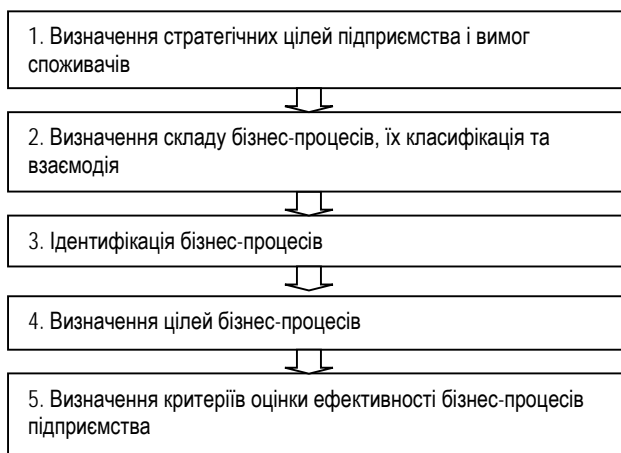 1. Визначення стратегічних цілей підприємства і вимог
споживачів
2. Визначення складу бізнес-процесів, їх класифікація та
взаємодія
3. Ідентифікація бізнес-процесів
4. Визначення цілей бізнес-процесів
5. Визначення критеріїв оцінки ефективності бізнес-процесів
підприємства